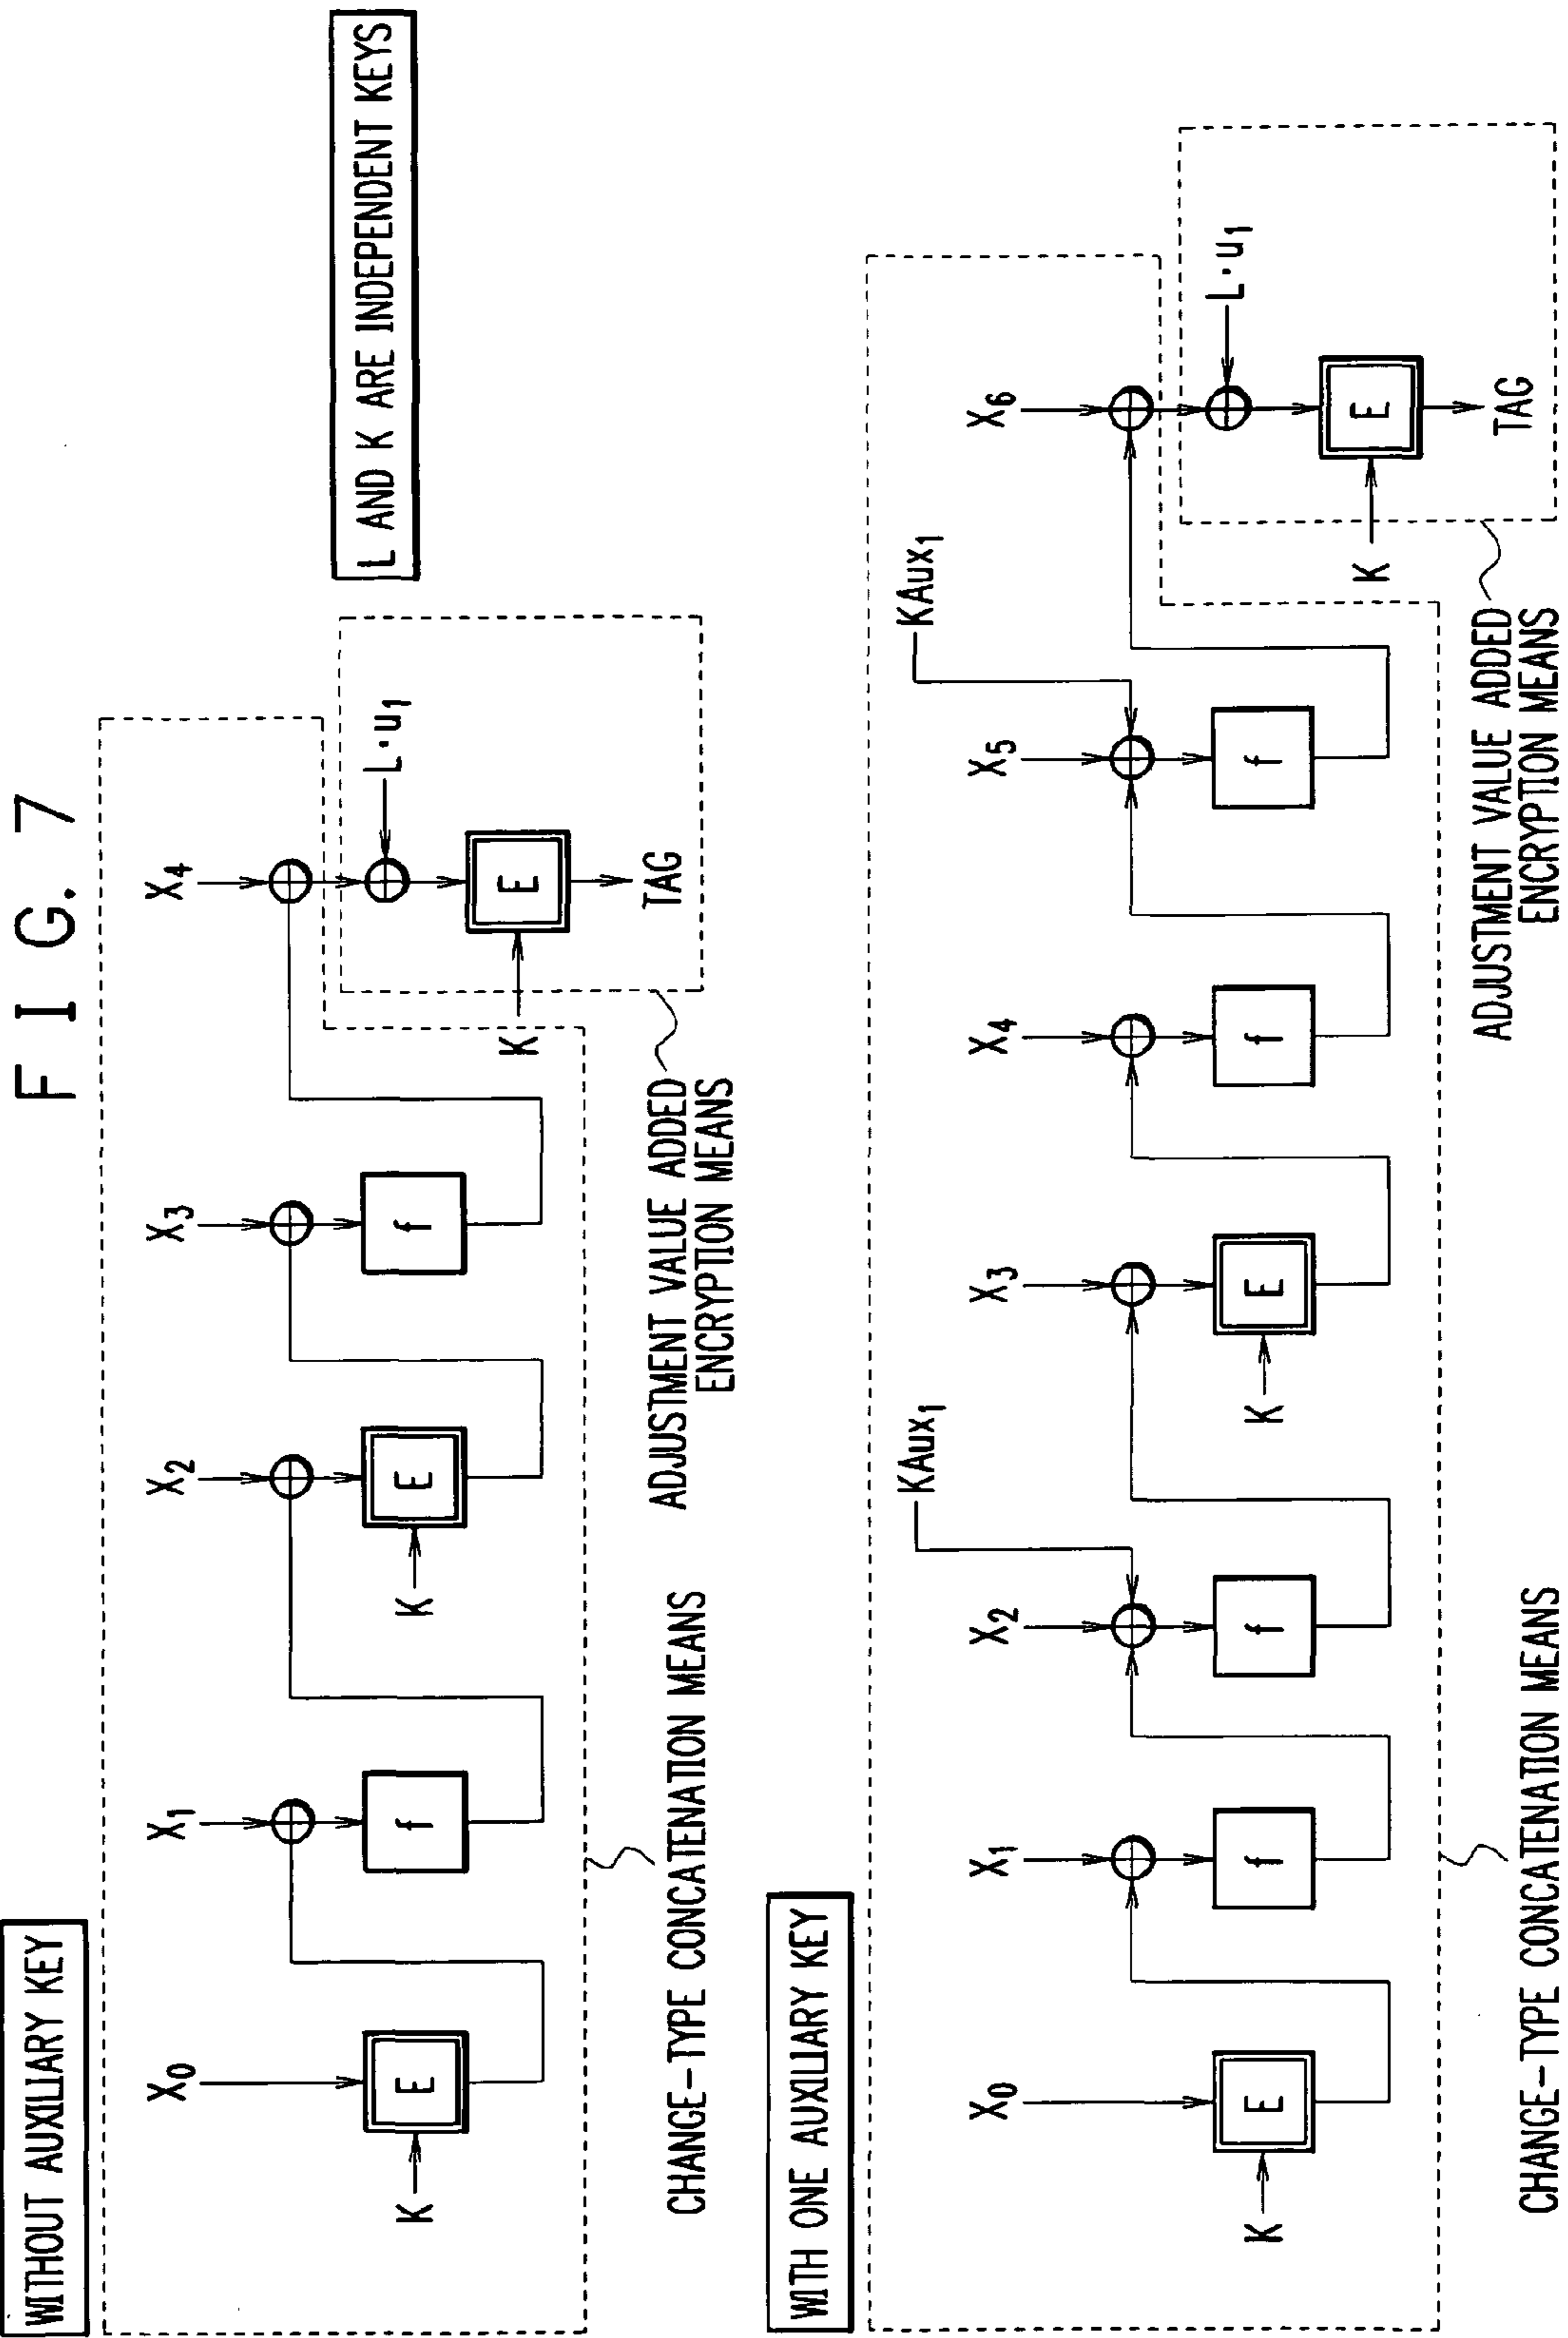 F I G. 7
WITHOUT AUXILIARY KEY
L AND K ARE INDEPENDENT KEYS
X0
X1
X2
X3
X4
L·u1
E
f
E
f
E
K
K
K
TAG
CHANGE-TYPE CONCATENATION MEANS
ADJUSTMENT VALUE ADDED
ENCRYPTION MEANS
WITH ONE AUXILIARY KEY
KAux1
KAux1
X0
X1
X2
X3
X4
X5
X6
L·u1
E
f
f
E
f
f
E
K
K
K
TAG
CHANGE-TYPE CONCATENATION MEANS
ADJUSTMENT VALUE ADDED
ENCRYPTION MEANS